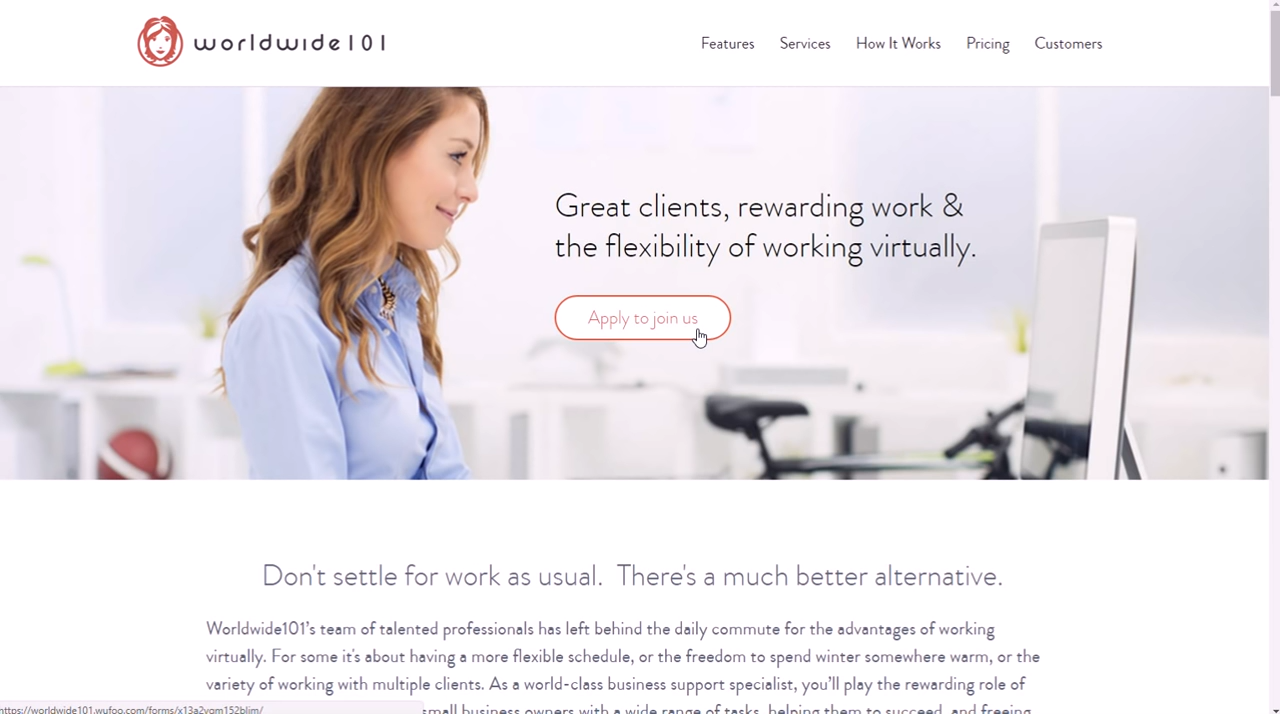 worldwide101
Features Services How It Works Pricing Customers
Great clients, rewarding work &
the flexibility of working virtually.
Apply to join us
Don't settle for work as usual. There's a much better alternative.
Worldwide101's team of talented professionals has left behind the daily commute for the advantages of working
virtually. For some it's about having a more flexible schedule, or the freedom to spend winter somewhere warm, or the
variety of working with multiple clients. As a world-class business support specialist, you'll play the rewarding role of
small business owners with a wide range of tasks, helping them to succeed, and freeing
https://worldwide101.wufoo.com/forms/x13a2vqm152blim/